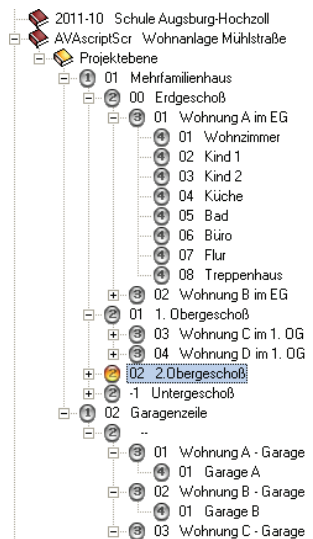 2011-10 Schule Augsburg-Hochzoll
AVAscriptScr Wohnanlage Mühlstraße
Projektebene
1 01 Mehrfamilienhaus
2 00 Erdgeschoß
3 01 Wohnung A im EG
4 01 Wohnzimmer
4 02 Kind 1
4 03 Kind 2
4 04 Küche
4 05 Bad
4 06 Büro
4 07 Flur
4 08 Treppenhaus
3 02 Wohnung B im EG
2 01 1. Obergeschoß
3 03 Wohnung C im 1. OG
3 04 Wohnung D im 1. OG
2 02 2.Obergeschoß
2 -1 Untergeschoß
1 02 Garagenzeile
2 --
3 01 Wohnung A - Garage
4 01 Garage A
3 02 Wohnung B - Garage
4 01 Garage B
3 03 Wohnung C - Garage